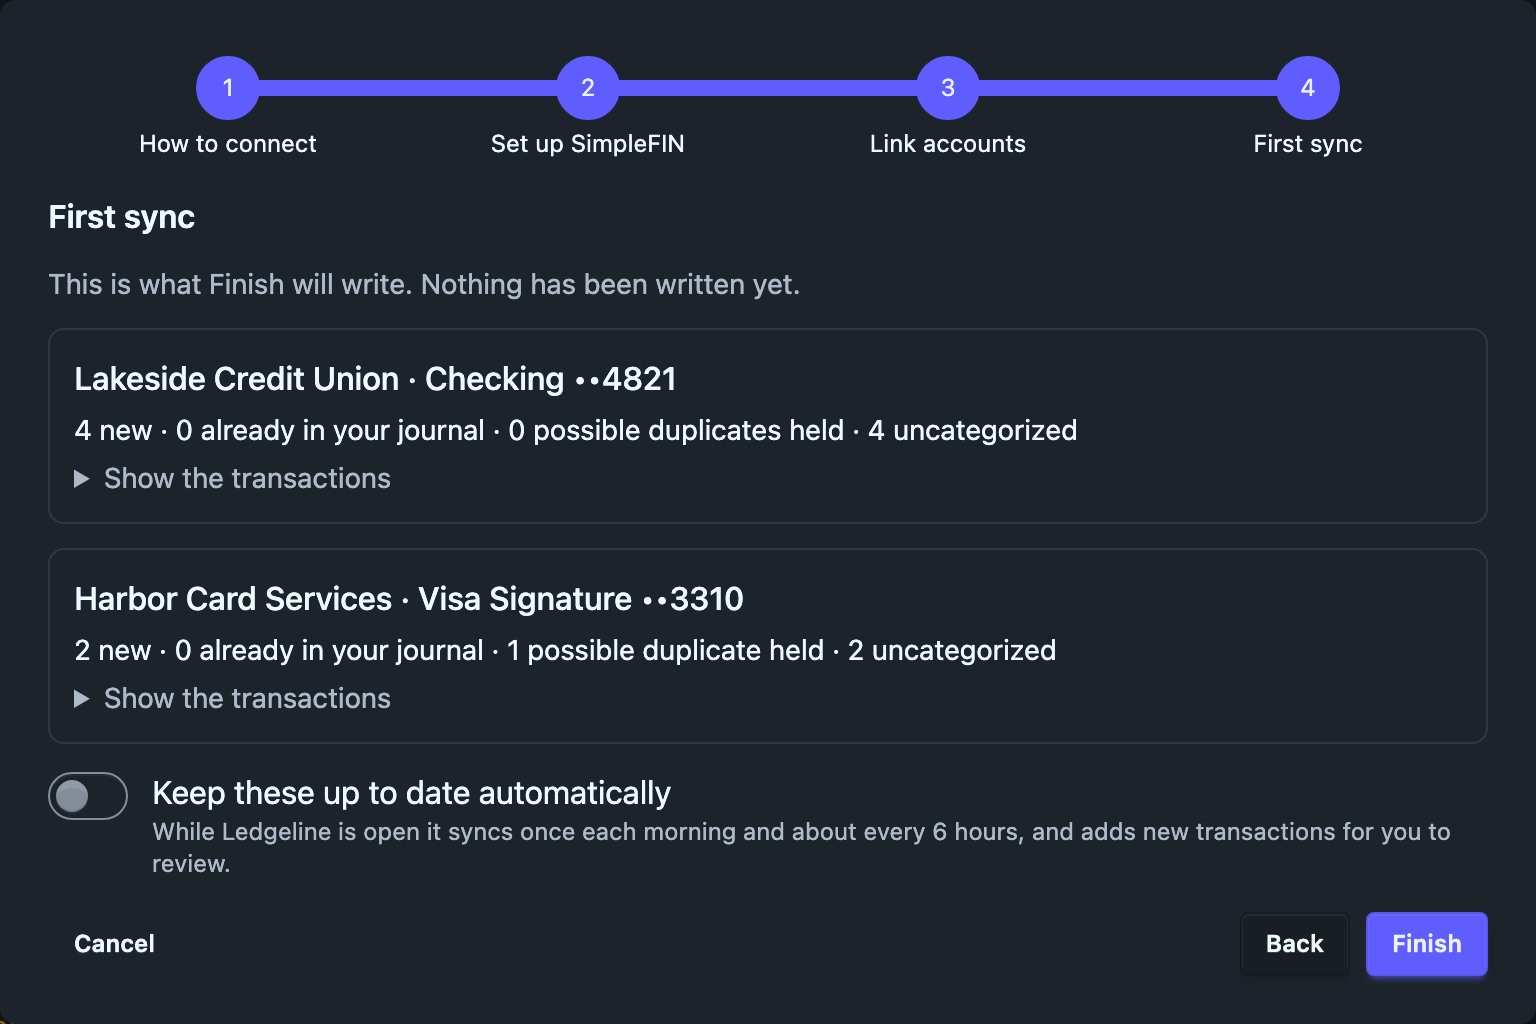 1
2
3
4
How to connect
Set up SimpleFIN
Link accounts
First sync
First sync
This is what Finish will write. Nothing has been written yet.
Lakeside Credit Union · Checking ••4821
4 new · 0 already in your journal · 0 possible duplicates held · 4 uncategorized
Show the transactions
Harbor Card Services · Visa Signature ••3310
2 new · 0 already in your journal · 1 possible duplicate held · 2 uncategorized
Show the transactions
Keep these up to date automatically
While Ledgeline is open it syncs once each morning and about every 6 hours, and adds new transactions for you to
review.
Cancel
Back
Finish